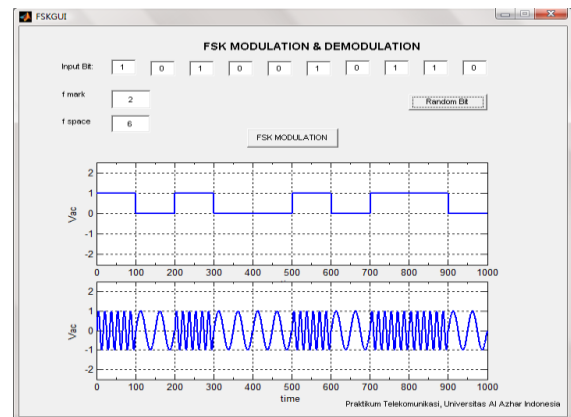 FSKGUI
FSK MODULATION & DEMODULATION
Input Bit: 1 0 1 0 0 1 0 1 1 0
f mark 2
Random Bit
f space 6
FSK MODULATION
2
1
0
-1
-2
Vac
0 100 200 300 400 500 600 700 800 900 1000
2
1
0
-1
-2
Vac
0 100 200 300 400 500 600 700 800 900 1000
time
Praktikum Telekomunikasi, Universitas Al Azhar Indonesia